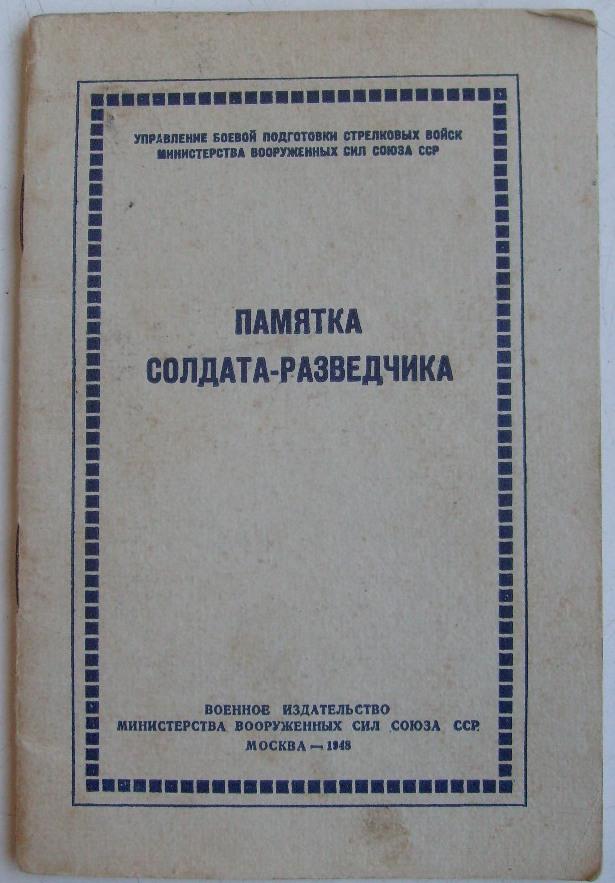 УПРАВЛЕНИЕ БОЕВОЙ ПОДГОТОВКИ СТРЕЛКОВЫХ ВОЙСК
МИНИСТЕРСТВА ВООРУЖЕННЫХ СИЛ СОЮЗА ССР
ПАМЯТКА
СОЛДАТА-РАЗВЕДЧИКА
ВОЕННОЕ ИЗДАТЕЛЬСТВО
МИНИСТЕРСТВА ВООРУЖЕННЫХ СИЛ СОЮЗА ССР
МОСКВА — 1948